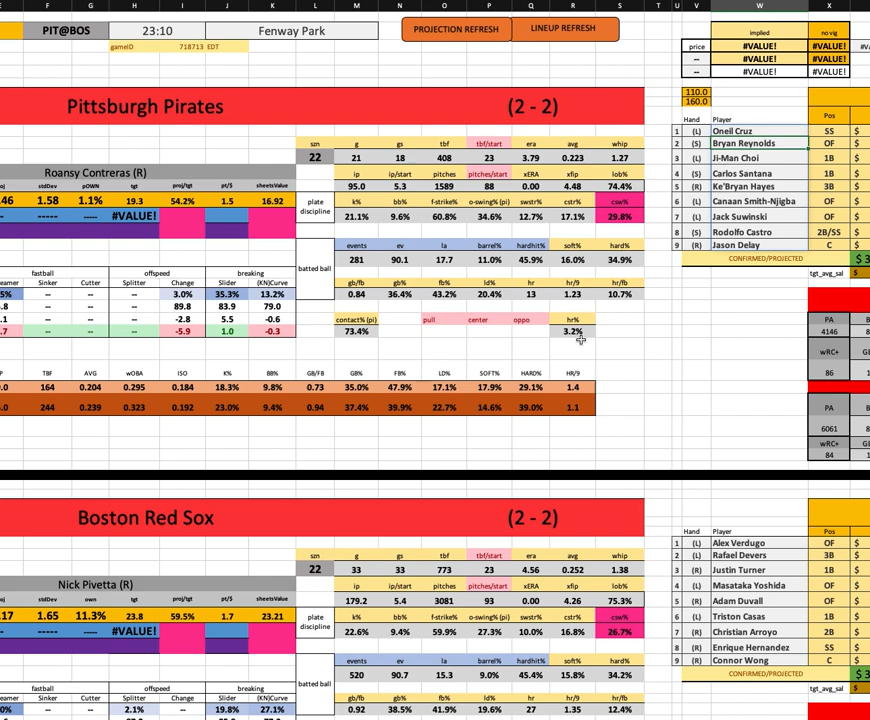 E F G H I J K L M N O P Q R S T U V W X
PIT@BOS 23:10 Fenway Park PROJECTION REFRESH LINEUP REFRESH
gameID 718713 EDT
implied no vig
price #VALUE! #VALUE! #VA
-- #VALUE! #VALUE!
-- #VALUE! #VALUE!
Pittsburgh Pirates (2 - 2)
110.0
160.0
Hand Player Pos
szn g gs tbf tbf/start era whip
22 21 18 408 23 3.79 0.223 1.27
ip ip/start pitches pitches/start xERA xfip lob%
95.0 5.3 1589 88 0.00 4.48 74.4%
Roansy Contreras (R)
oj stdDev pOWN tgt proj/tgt pt/$ sheetsValue
.46 1.58 1.1% 19.3 54.2% 1.5 16.92
-- ----- ----- #VALUE!
plate discipline
k% bb% f-strike% o-swing% (pi) swstr% cstr% csw%
21.1% 9.6% 60.8% 34.6% 12.7% 17.1% 29.8%
batted ball
events ev la barrel% hardhit% soft% hard%
281 90.1 17.7 11.0% 45.9% 16.0% 34.9%
gb/fb gb% fb% ld% hr hr/9 hr/fb
0.84 36.4% 43.2% 20.4% 13 1.23 10.7%
contact% (pi) pull center oppo hr%
73.4% 3.2%
fastball offspeed breaking
eamer Sinker Cutter Splitter Change Slider (KN)Curve
5% -- -- -- 3.0% 35.3% 13.2%
.8 -- -- -- 89.8 83.9 79.0
.1 -- -- -- -2.8 5.5 -0.6
.7 -- -- -- -5.9 1.0 -0.3
P TBF AVG wOBA ISO K% BB% GB/FB GB% FB% LD% SOFT% HARD% HR/9
.0 164 0.204 0.295 0.184 18.3% 9.8% 0.73 35.0% 47.9% 17.1% 17.9% 29.1% 1.4
.0 244 0.239 0.323 0.192 23.0% 9.4% 0.94 37.4% 39.9% 22.7% 14.6% 39.0% 1.1
1 (L) Oneil Cruz SS $
2 (S) Bryan Reynolds OF $
3 (L) Ji-Man Choi 1B $
4 (S) Carlos Santana 1B $
5 (R) Ke'Bryan Hayes 3B $
6 (L) Canaan Smith-Njigba OF $
7 (L) Jack Suwinski OF $
8 (S) Rodolfo Castro 2B/SS $
9 (R) Jason Delay C $
CONFIRMED/PROJECTED $ 3
tgt_avg_sal $
PA B
4146 8
wRC+ GE
86 1
PA B
6061 8
wRC+ GE
84 1
Boston Red Sox (2 - 2)
Hand Player Pos
szn g gs tbf tbf/start era whip
22 33 33 773 23 4.56 0.252 1.38
ip ip/start pitches pitches/start xERA xfip lob%
179.2 5.4 3081 93 0.00 4.26 75.3%
Nick Pivetta (R)
oj stdDev own tgt proj/tgt pt/$ sheetsValue
.17 1.65 11.3% 23.8 59.5% 1.7 23.21
-- ----- ----- #VALUE!
plate discipline
k% bb% f-strike% o-swing% (pi) swstr% cstr% csw%
22.6% 9.4% 59.9% 27.3% 10.0% 16.8% 26.7%
batted ball
events ev la barrel% hardhit% soft% hard%
520 90.7 15.3 9.0% 45.4% 15.8% 34.2%
gb/fb gb% fb% ld% hr hr/9 hr/fb
0.92 38.5% 41.9% 19.6% 27 1.35 12.4%
fastball offspeed breaking
eamer Sinker Cutter Splitter Change Slider (KN)Curve
0% -- -- 2.1% -- 19.8% 27.1%
1 (L) Alex Verdugo OF $
2 (L) Rafael Devers 3B $
3 (R) Justin Turner 1B $
4 (L) Masataka Yoshida OF $
5 (R) Adam Duvall OF $
6 (L) Triston Casas 1B $
7 (R) Christian Arroyo 2B $
8 (R) Enrique Hernandez SS $
9 (R) Connor Wong C $
CONFIRMED/PROJECTED $ 3
tgt_avg_sal $